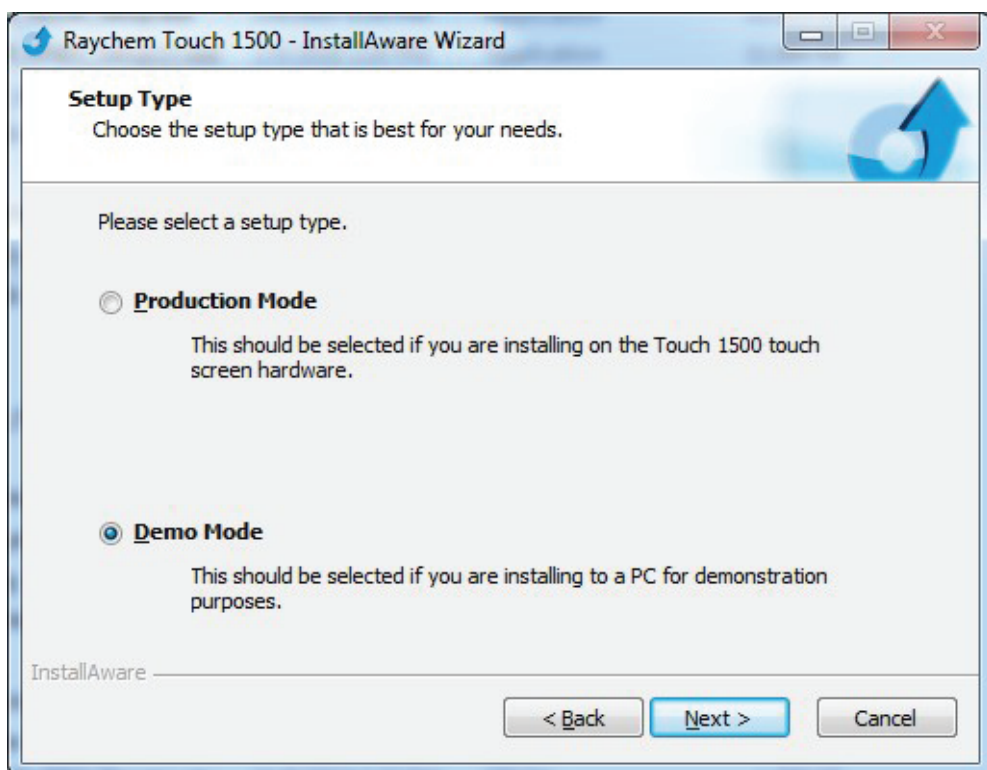 Raychem Touch 1500 - InstallAware Wizard
Setup Type
Choose the setup type that is best for your needs.
Please select a setup type.
Production Mode
This should be selected if you are installing on the Touch 1500 touch
screen hardware.
Demo Mode
This should be selected if you are installing to a PC for demonstration
purposes.
InstallAware
< Back
Next >
Cancel